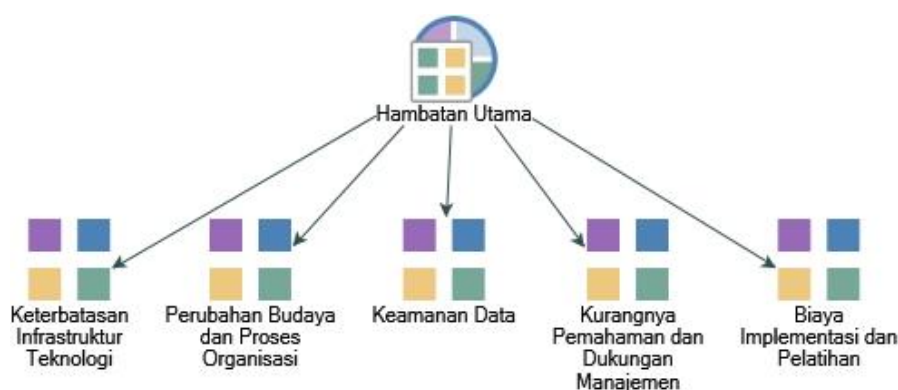 Hambatan Utama
Keterbatasan
Infrastruktur
Teknologi
Perubahan Budaya
dan Proses
Organisasi
Keamanan Data
Kurangnya
Pemahaman dan
Dukungan
Manajemen
Biaya
Implementasi dan
Pelatihan